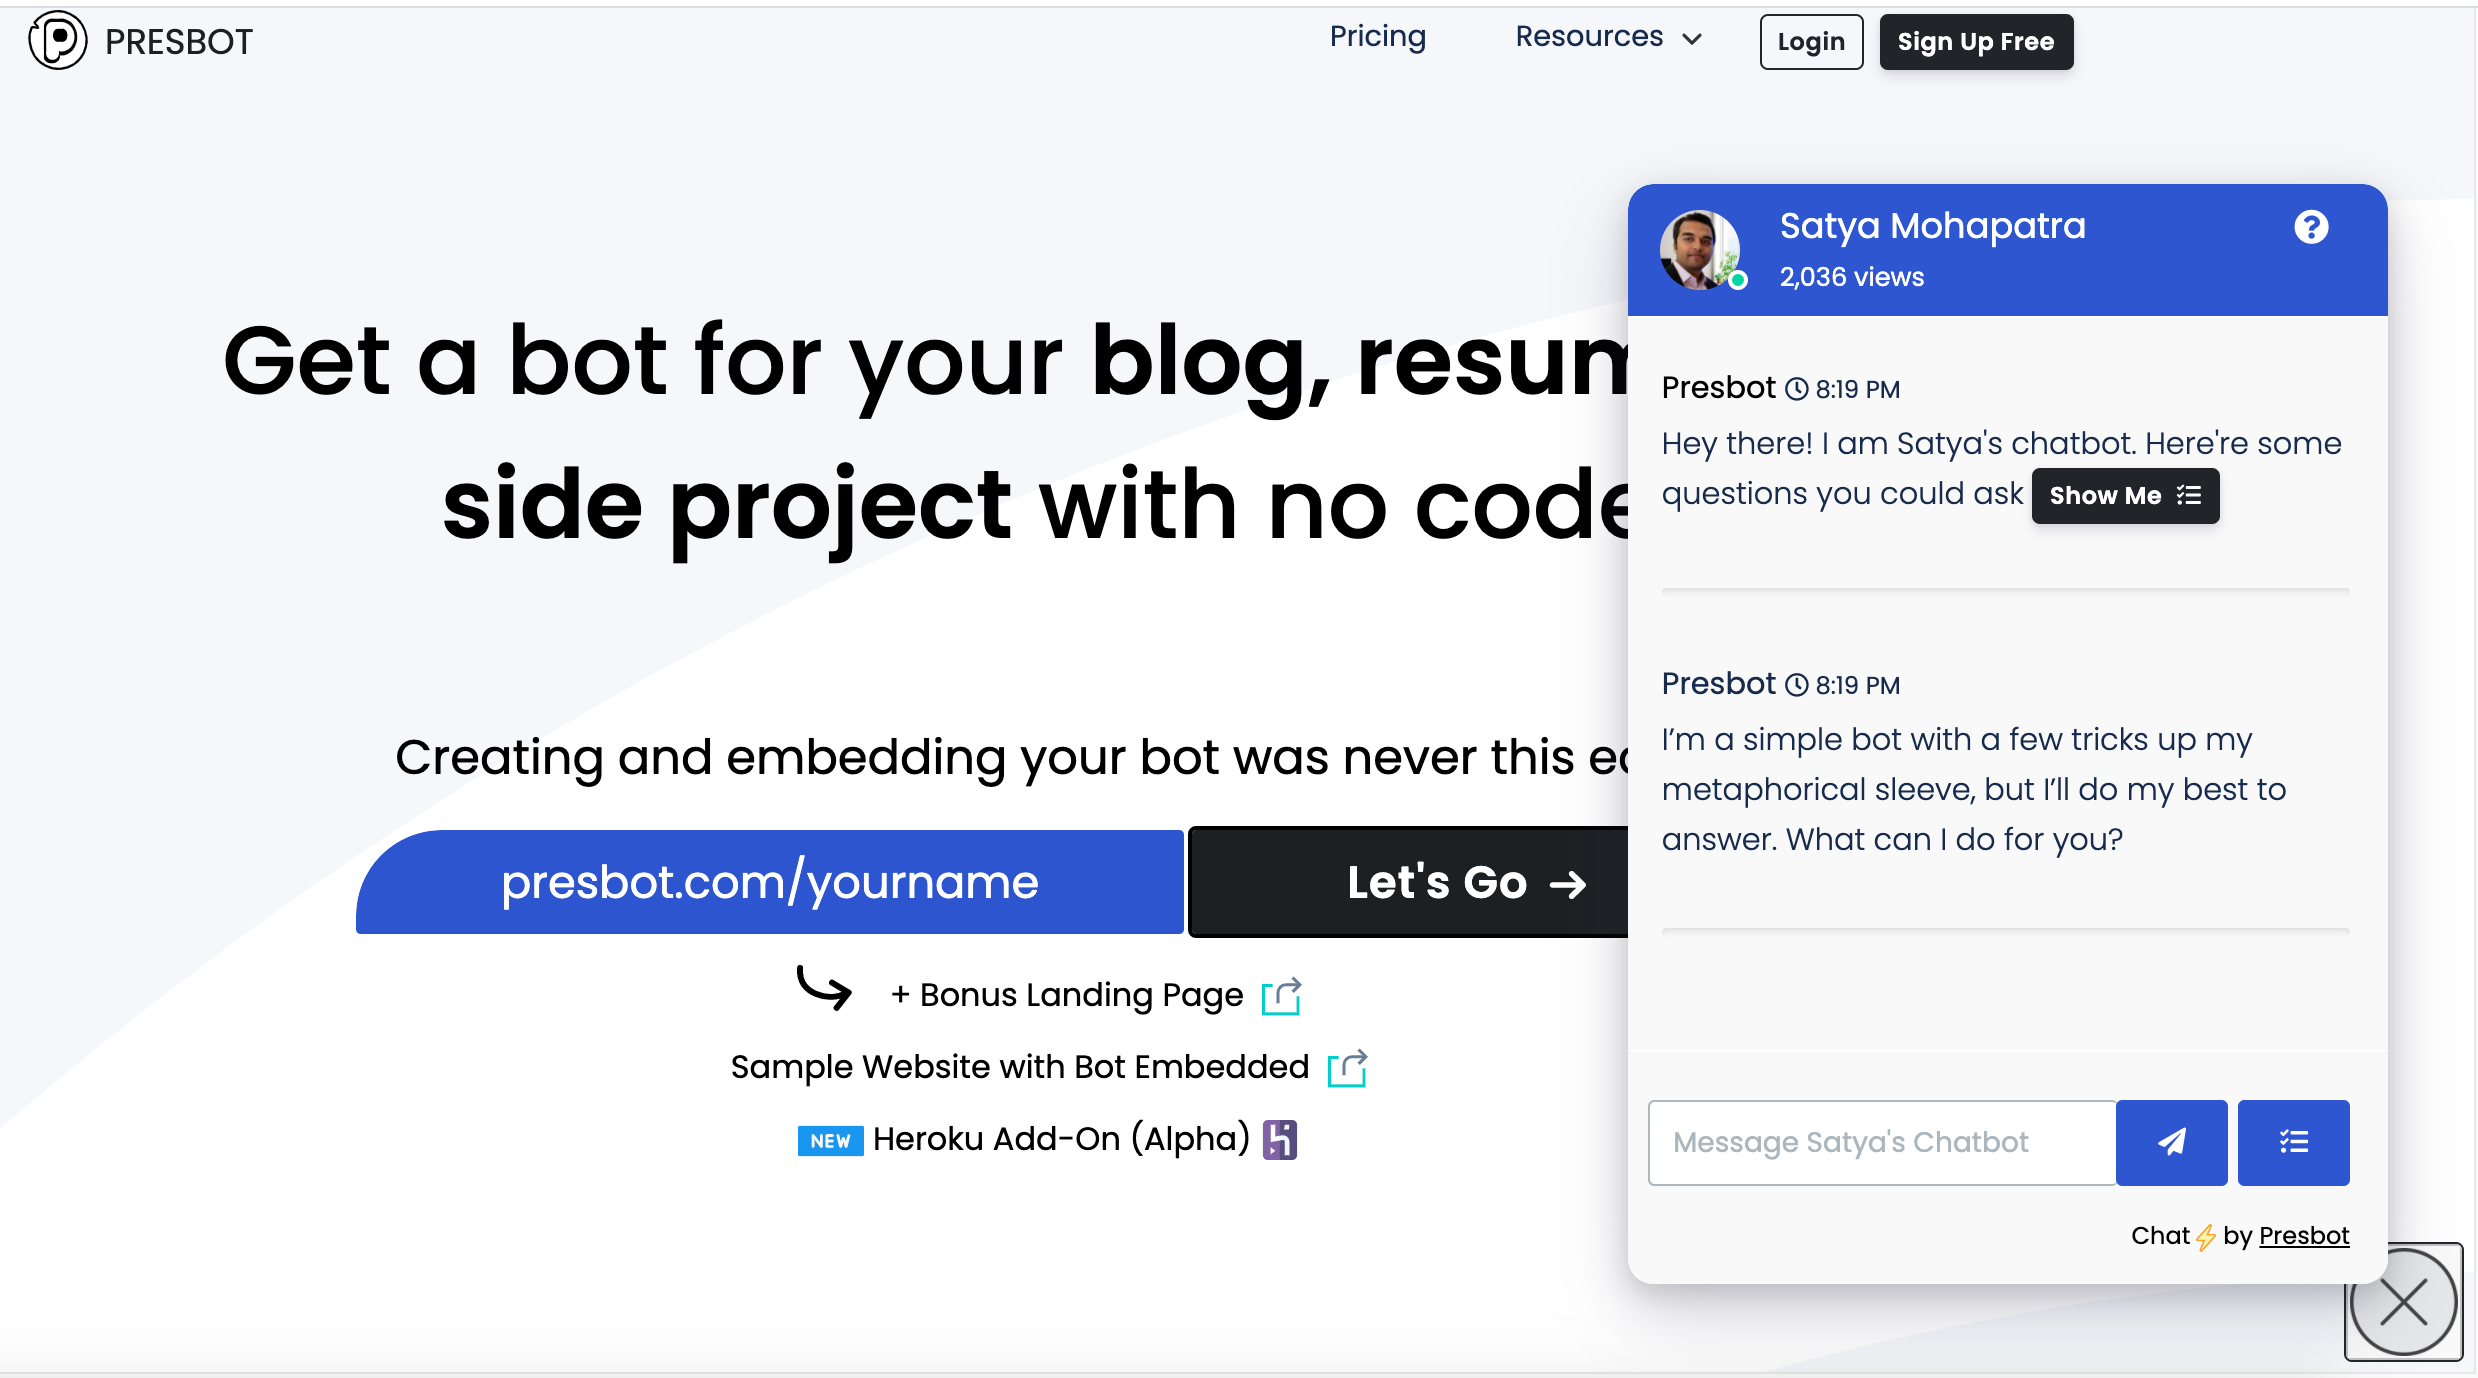 PRESBOT
Pricing
Resources
Login
Sign Up Free
Get a bot for your blog,
side project with no
Creating and embedding your bot was never this
presbot.com/yourname
Let's Go
+ Bonus Landing Page
Sample Website with Bot Embedded
NEW Heroku Add-On (Alpha)
Satya Mohapatra
2,036 views
Presbot 8:19 PM
Hey there! I am Satya's chatbot. Here're some
questions you could ask Show Me
Presbot 8:19 PM
I’m a simple bot with a few tricks up my
metaphorical sleeve, but I’ll do my best to
answer. What can I do for you?
Message Satya's Chatbot
Chat⚡by Presbot